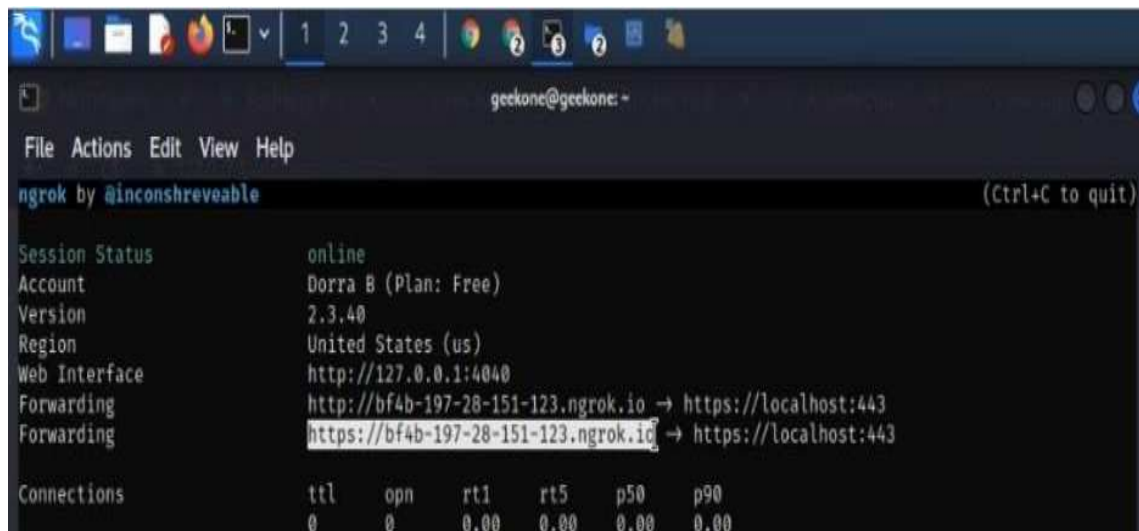 1 2 3 4 2 3 2
geekone@geekone: ~
File Actions Edit View Help
ngrok by @inconshreveable (Ctrl+C to quit)
Session Status online
Account Dorra B (Plan: Free)
Version 2.3.40
Region United States (us)
Web Interface http://127.0.0.1:4040
Forwarding http://bf4b-197-28-151-123.ngrok.io → https://localhost:443
Forwarding https://bf4b-197-28-151-123.ngrok.io → https://localhost:443
Connections ttl opn rt1 rt5 p50 p90
0 0 0.00 0.00 0.00 0.00